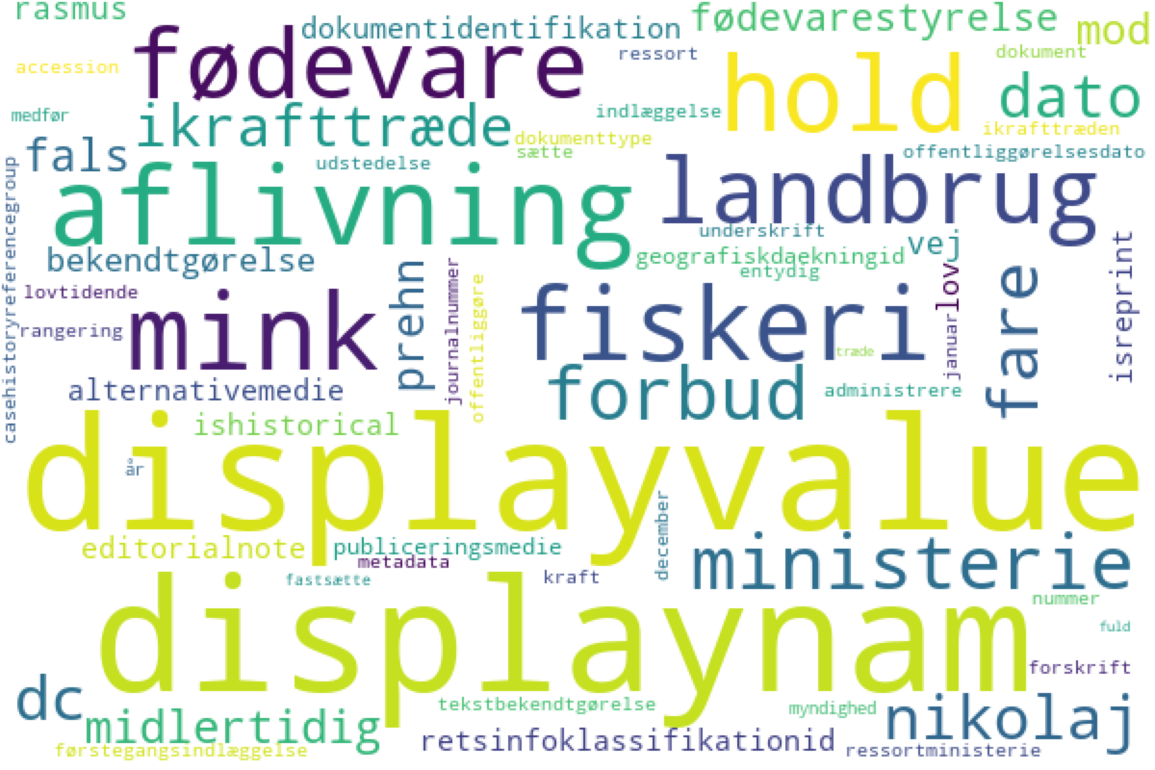 rasmus
dokumentidentifikation
fødevarestyrelse
mod
accession
fødevare
ressort
hold
dokument
dato
medfør
ikrafttræde
indlæggelse
dokumenttype
ikrafttræden
fals
udstedelse
sætte
offentliggørelsesdato
casehistoryreferencegroup
aflivning
landbrug
underskrift
bekendtgørelse
geografiskdaekningid
vej
entydig
lovtidende
prehn
journalnummer
offentliggøre
lov
januar
fare
isreprint
rangering
mink
fiskeri
træde
alternativemedie
forbud
administrere
ishistorical
displayvalue
år
december
editorialnote
publiceringsmedie
metadata
ministerie
fastsætte
kraft
displaynam
nummer
fuld
forskrift
dc
midlertidig
tekstbekendtgørelse
myndighed
nikolaj
førstegangsindlæggelse
retsinfoklassifikationid
ressortministerie